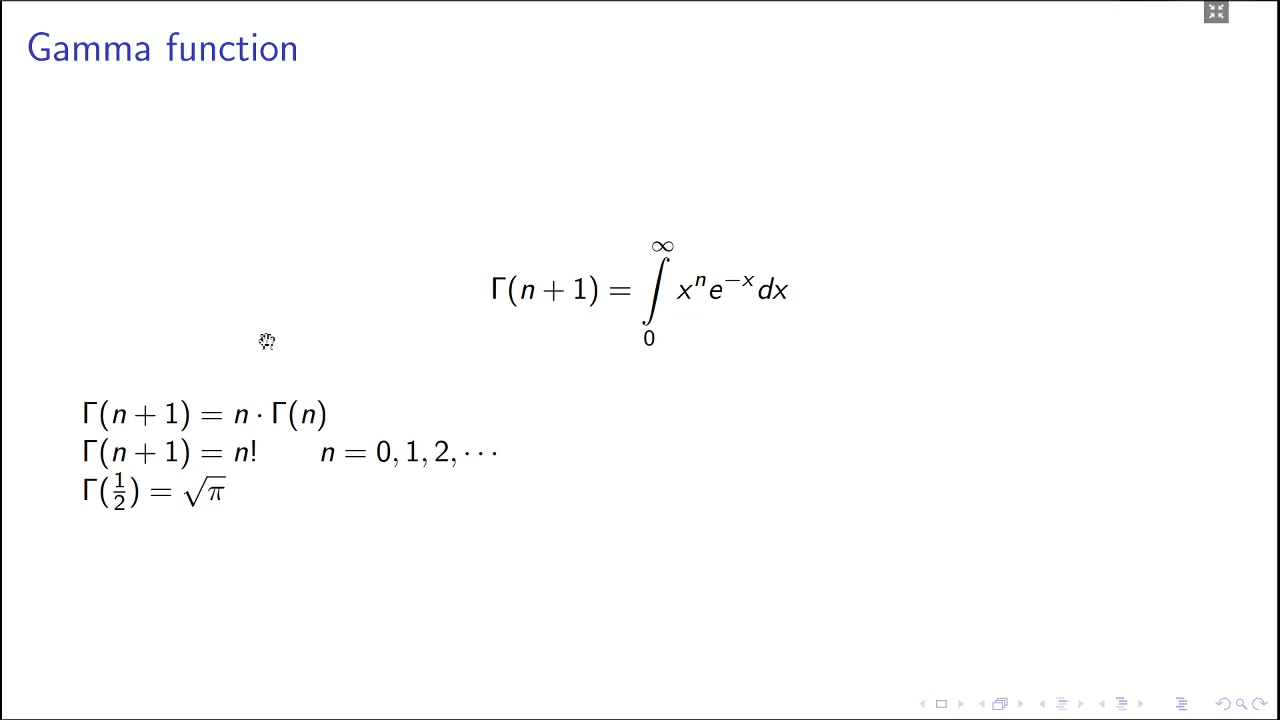 Gamma function
Γ(n + 1) = ∫₀^∞ xⁿe⁻ˣdx
Γ(n + 1) = n · Γ(n)
Γ(n + 1) = n! n = 0, 1, 2, ···
Γ(½) = √π